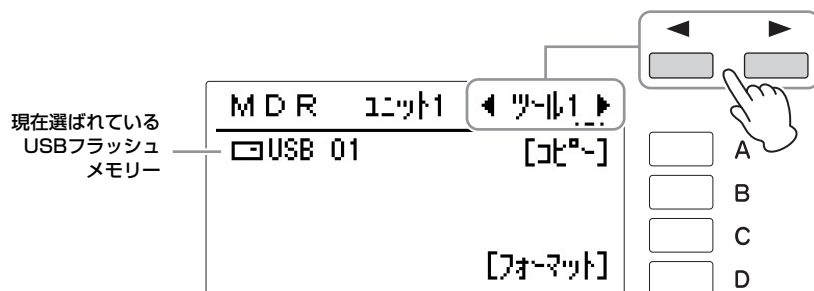 MDR ユニット1 ◀ ツール1 ▶
現在選ばれている
USBフラッシュ
メモリー
USB 01 [コピー]
[フォーマット]
A
B
C
D